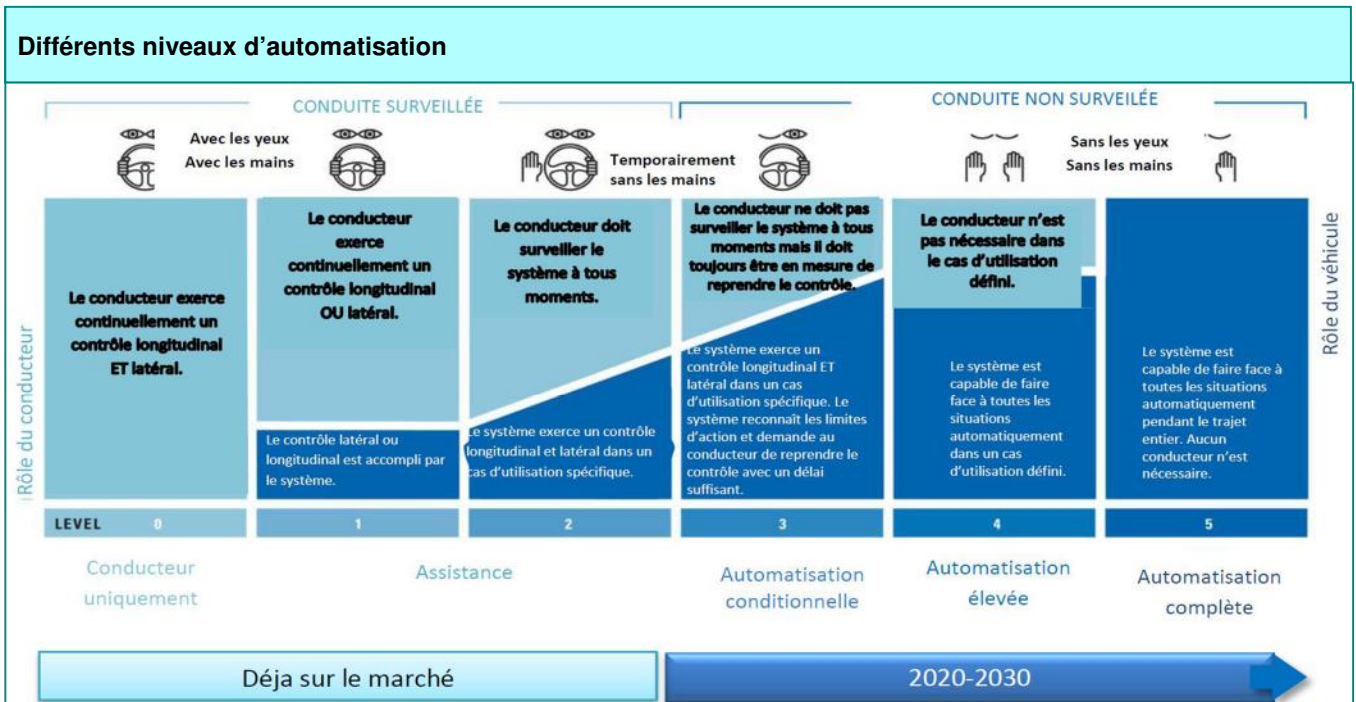 Différents niveaux d’automatisation
CONDUITE SURVEILLÉE
CONDUITE NON SURVEILÉE
Avec les yeux
Avec les mains
Temporairement
sans les mains
Sans les yeux
Sans les mains
Rôle du conducteur
Le conducteur exerce
continuellement un
contrôle longitudinal
ET latéral.
Le conducteur
exerce
continuellement un
contrôle longitudinal
OU latéral.
Le contrôle latéral ou
longitudinal est accompli par
le système.
Le conducteur doit
surveiller le
système à tous
moments.
Le système exerce un contrôle
longitudinal et latéral dans un
cas d’utilisation spécifique.
Le conducteur ne doit pas
surveiller le système à tous
moments mais il doit
toujours être en mesure de
reprendre le contrôle.
Le système exerce un
contrôle longitudinal ET
latéral dans un cas
d’utilisation spécifique. Le
système reconnaît les limites
d’action et demande au
conducteur de reprendre le
contrôle avec un délai
suffisant.
Le conducteur n’est
pas nécessaire dans
le cas d’utilisation
défini.
Le système est
capable de faire
face à toutes les
situations
automatiquement
dans un cas
d’utilisation défini.
Le système est
capable de faire face à
toutes les situations
automatiquement
pendant le trajet
entier. Aucun
conducteur n’est
nécessaire.
Rôle du véhicule
LEVEL 0 1 2 3 4 5
Conducteur
uniquement
Assistance
Automatisation
conditionnelle
Automatisation
élevée
Automatisation
complète
Déja sur le marché
2020-2030